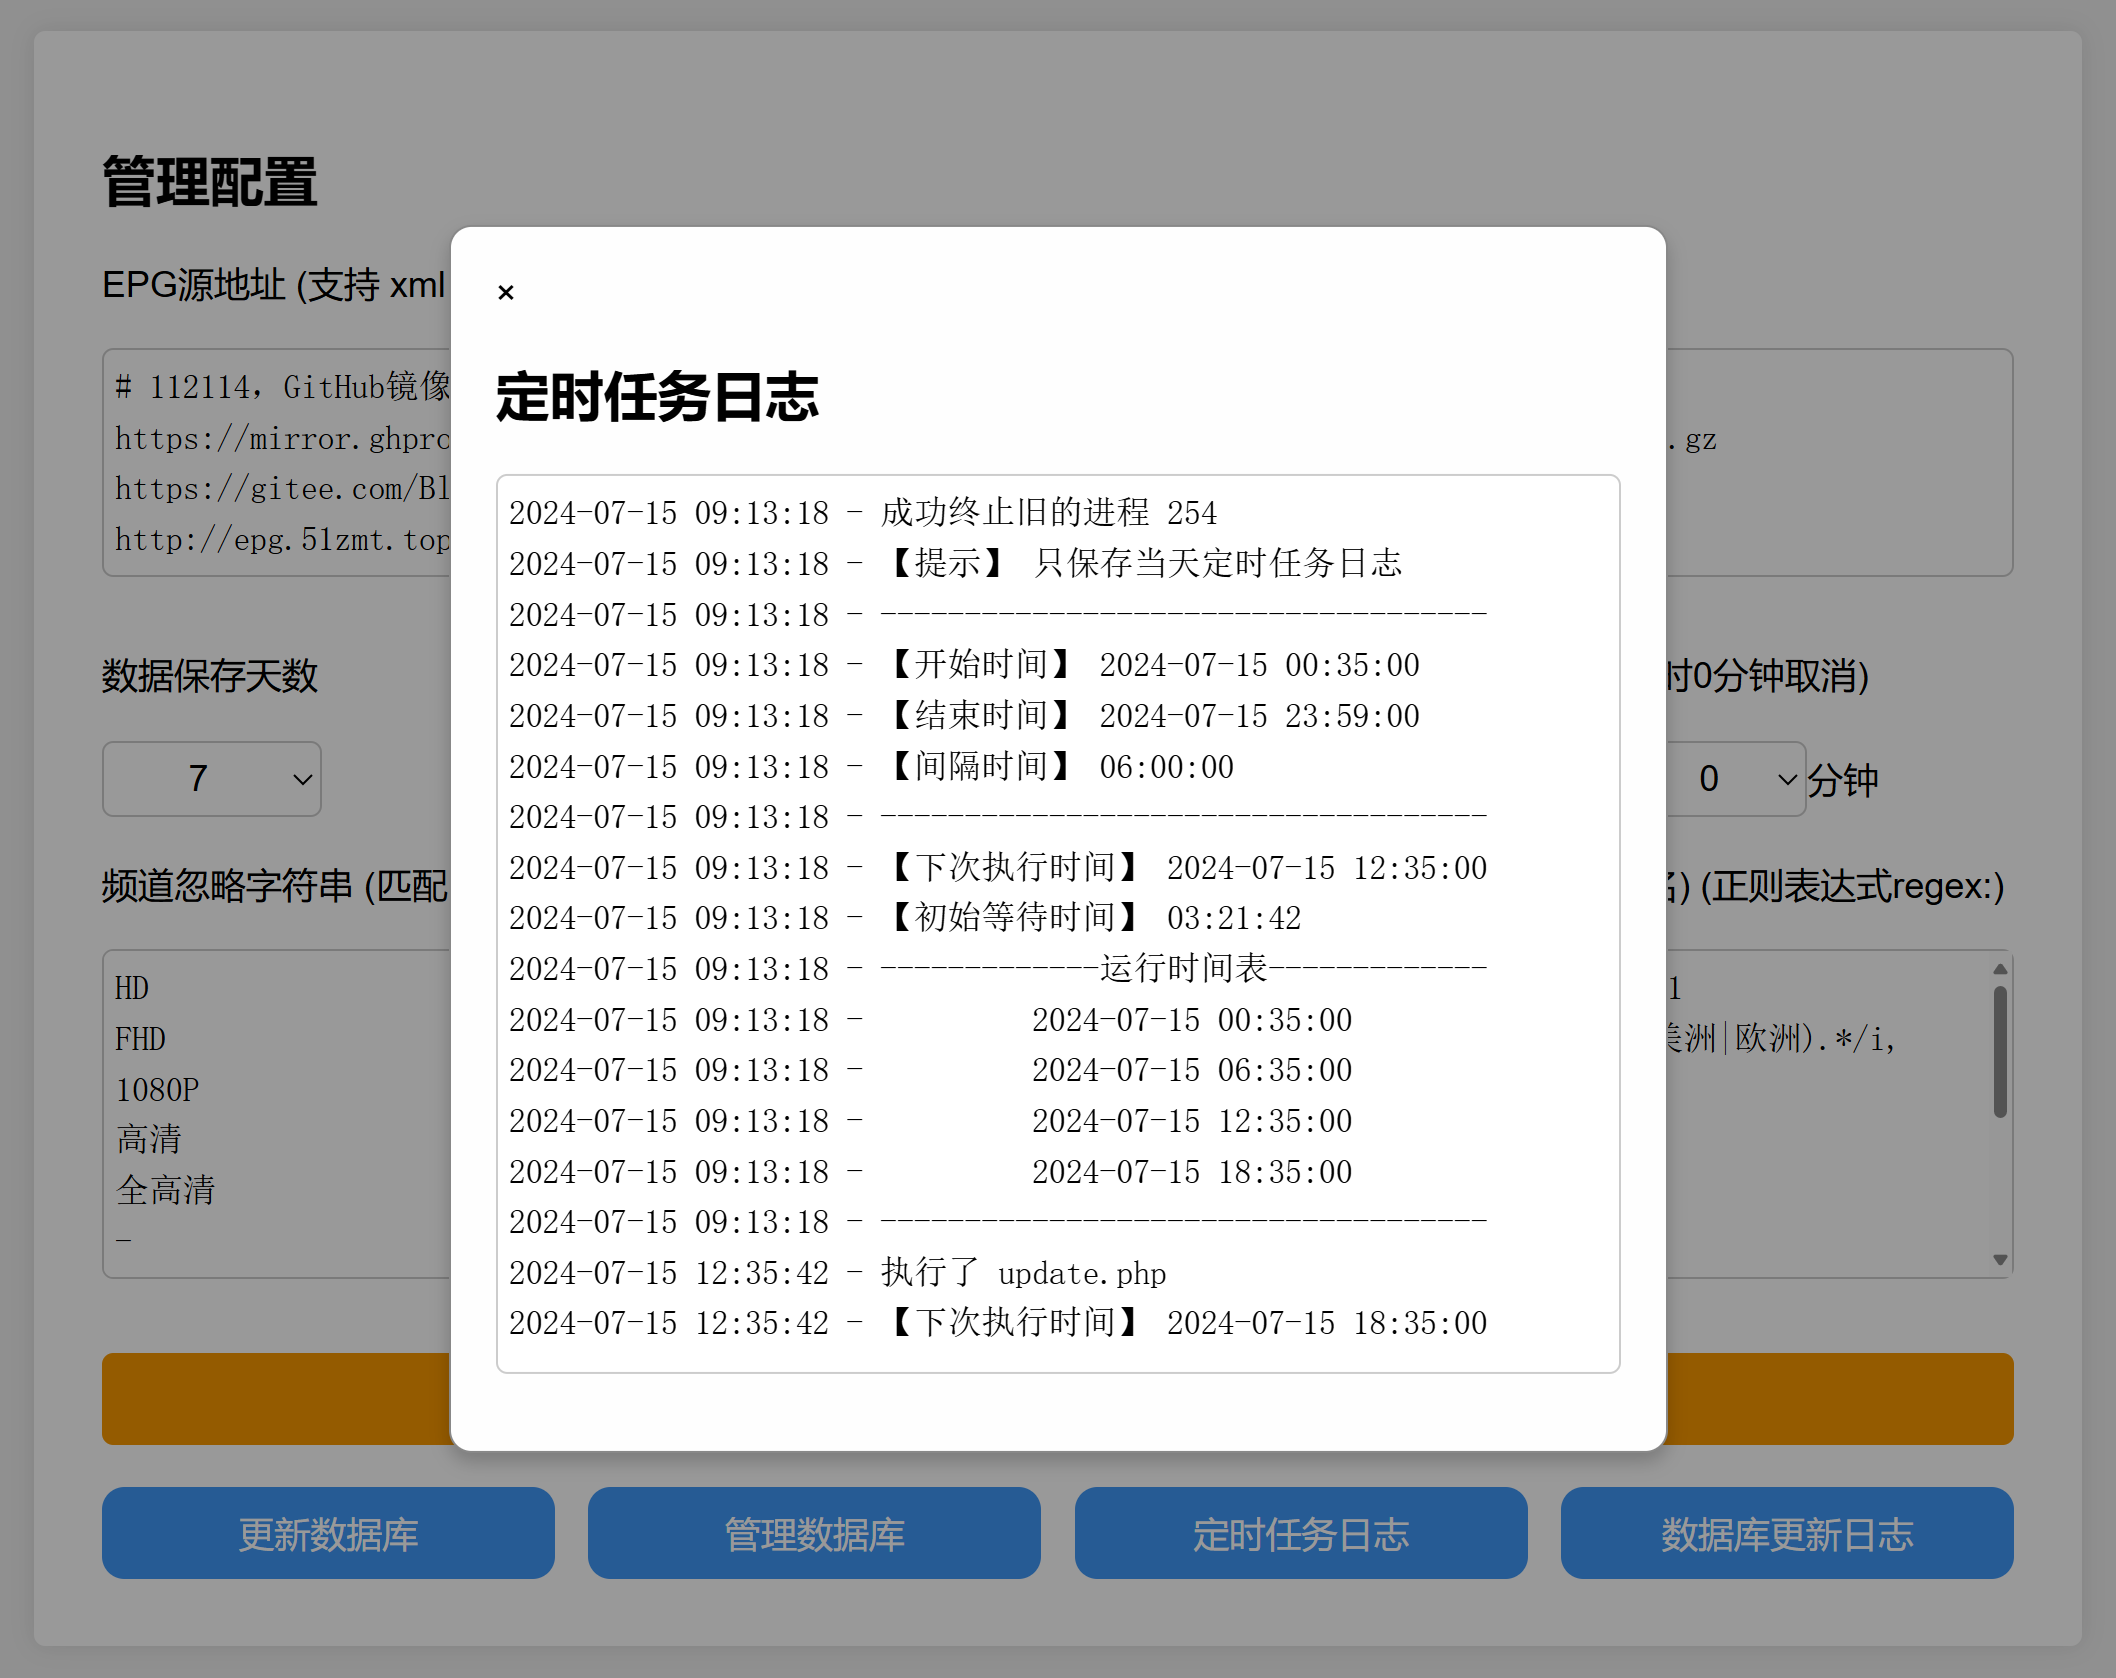 管理配置
EPG源地址 (支持 xml
# 112114，GitHub镜像
https://mirror.ghpro
.gz
https://gitee.com/Bl
http://epg.51zmt.top
数据保存天数
时0分钟取消)
7
0
分钟
频道忽略字符串 (匹配
) (正则表达式regex:)
HD
FHD
1080P
高清
全高清
-
1
洲|欧洲).*/i,
×
定时任务日志
2024-07-15 09:13:18 - 成功终止旧的进程 254
2024-07-15 09:13:18 - 【提示】 只保存当天定时任务日志
2024-07-15 09:13:18 - ------------------------------------
2024-07-15 09:13:18 - 【开始时间】 2024-07-15 00:35:00
2024-07-15 09:13:18 - 【结束时间】 2024-07-15 23:59:00
2024-07-15 09:13:18 - 【间隔时间】 06:00:00
2024-07-15 09:13:18 - ------------------------------------
2024-07-15 09:13:18 - 【下次执行时间】 2024-07-15 12:35:00
2024-07-15 09:13:18 - 【初始等待时间】 03:21:42
2024-07-15 09:13:18 - -------------运行时间表-------------
2024-07-15 09:13:18 -          2024-07-15 00:35:00
2024-07-15 09:13:18 -          2024-07-15 06:35:00
2024-07-15 09:13:18 -          2024-07-15 12:35:00
2024-07-15 09:13:18 -          2024-07-15 18:35:00
2024-07-15 09:13:18 - ------------------------------------
2024-07-15 12:35:42 - 执行了 update.php
2024-07-15 12:35:42 - 【下次执行时间】 2024-07-15 18:35:00
更新数据库
管理数据库
定时任务日志
数据库更新日志